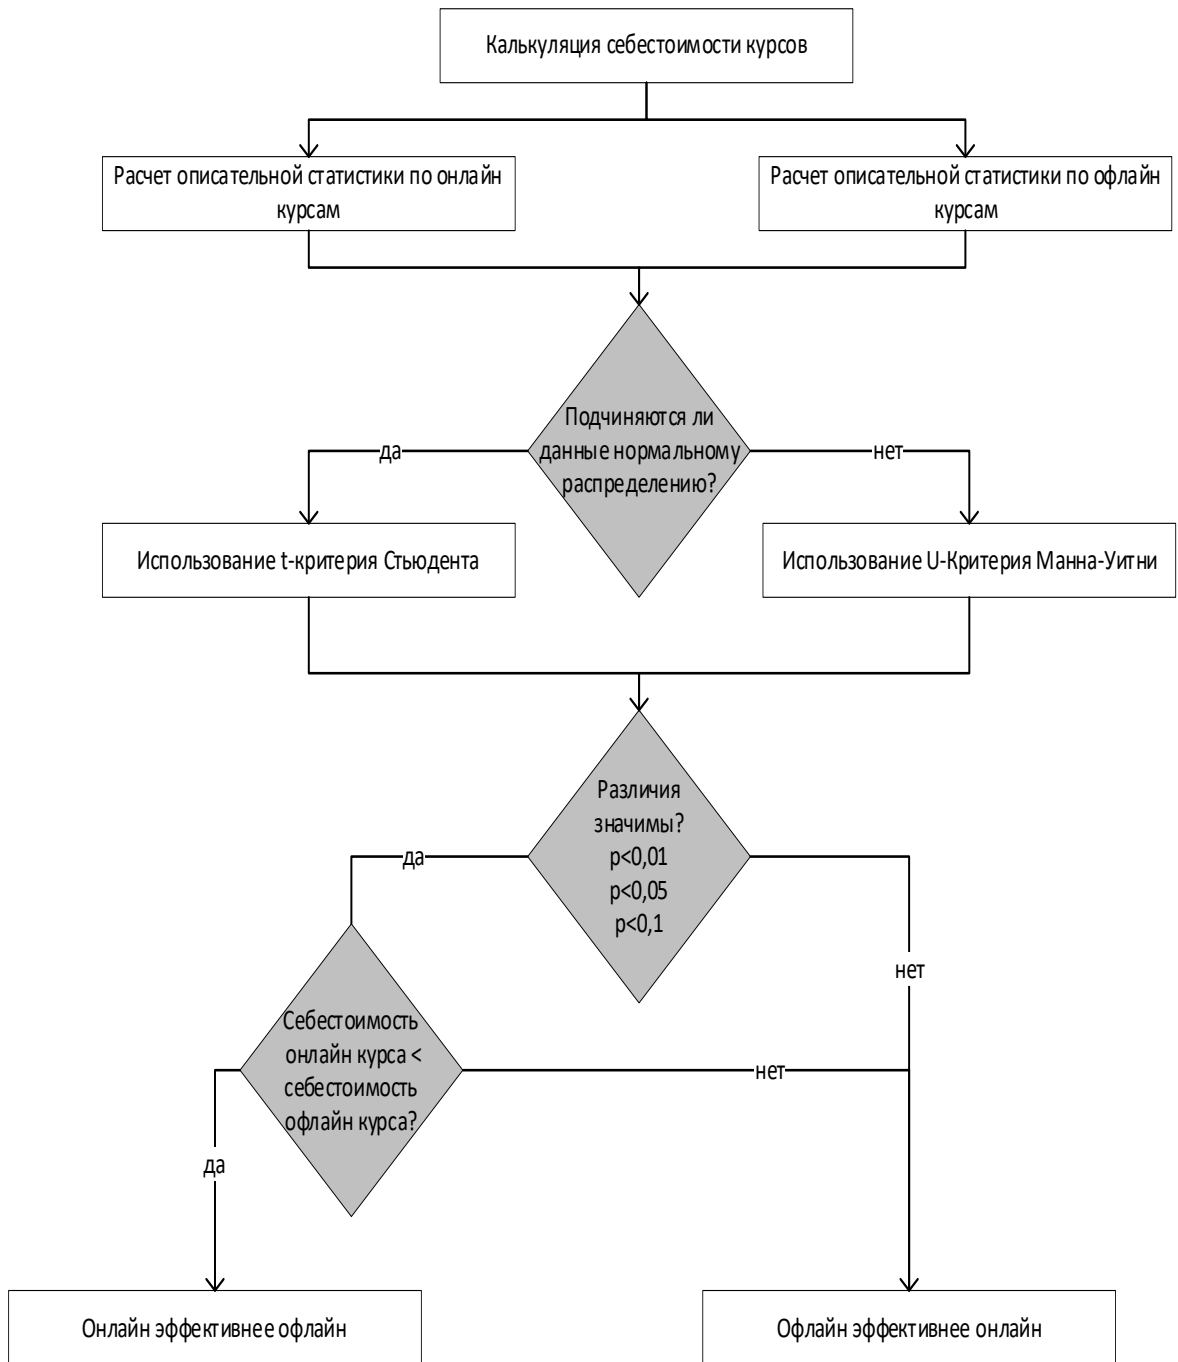 Калькуляция себестоимости курсов
Расчет описательной статистики по онлайн
курсам
Расчет описательной статистики по офлайн
курсам
Подчиняются ли
данные нормальному
распределению?
да
нет
Использование t-критерия Стьюдента
Использование U-Критерия Манна-Уитни
Различия
значимы?
p<0,01
p<0,05
p<0,1
да
нет
Себестоимость
онлайн курса <
себестоимость
офлайн курса?
нет
да
Онлайн эффективнее офлайн
Офлайн эффективнее онлайн